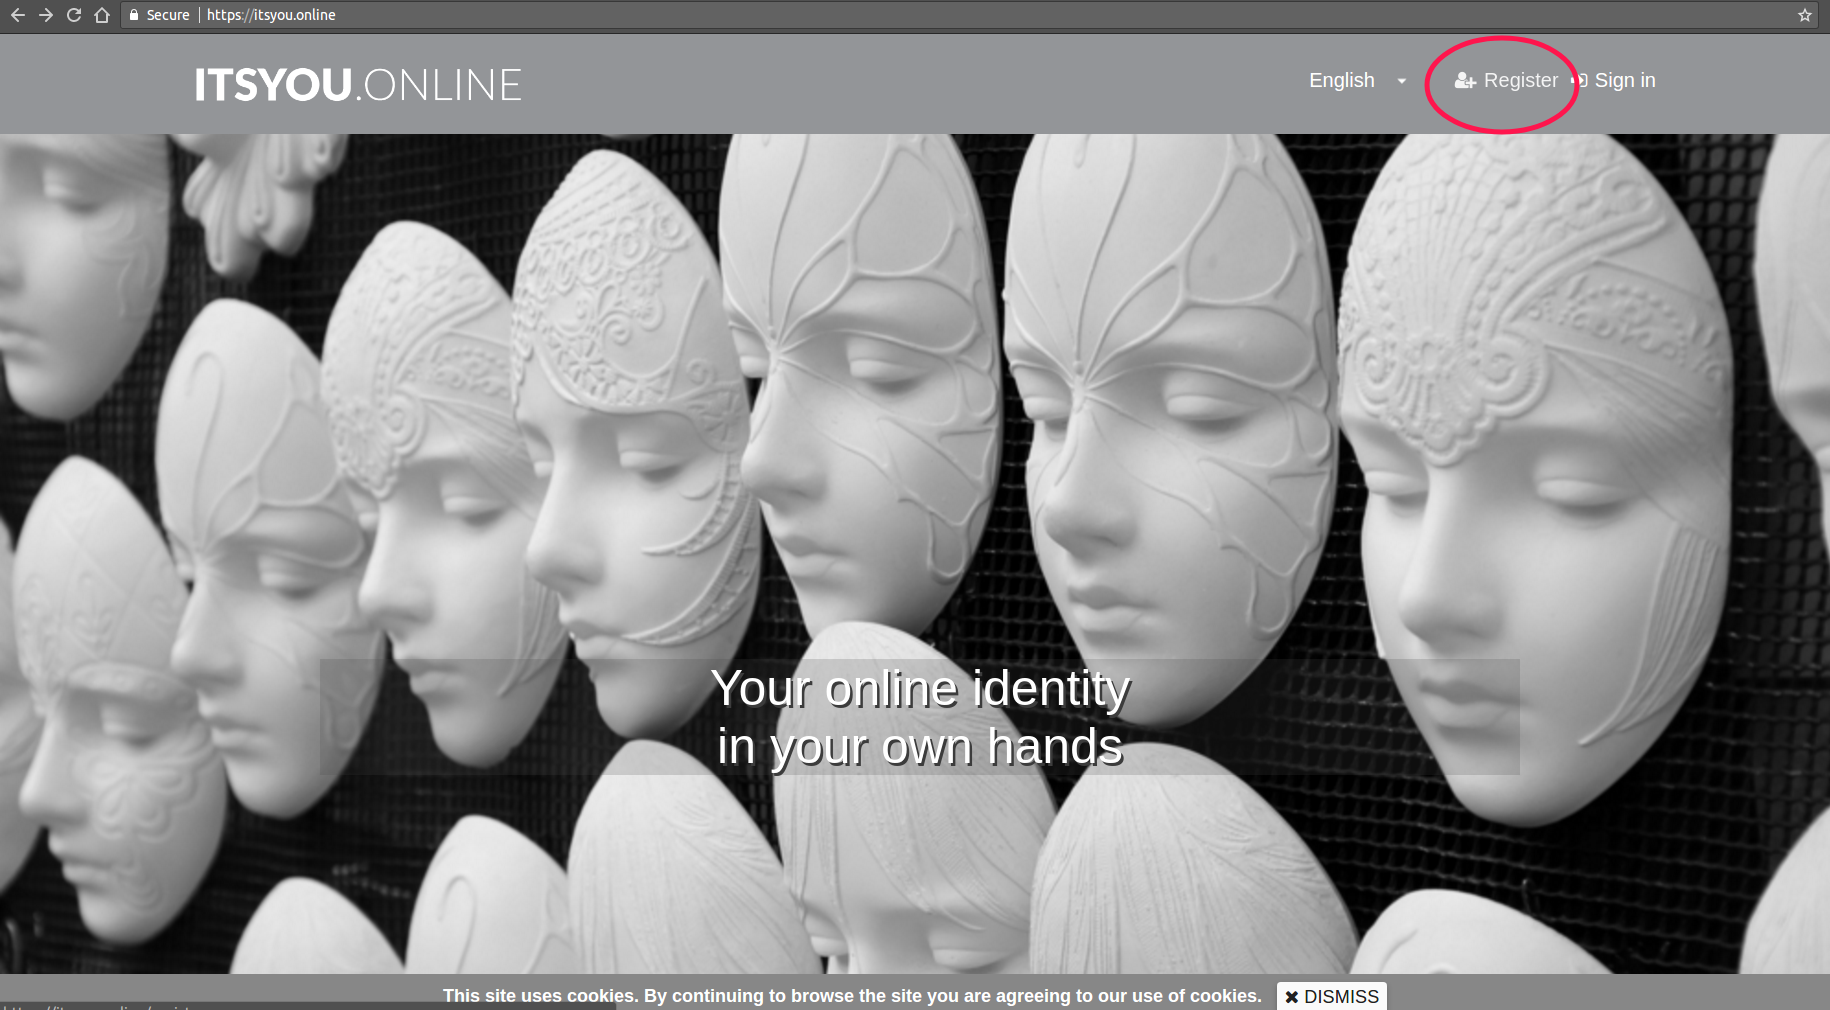 Secure https://itsyou.online
ITSYOU.ONLINE
English Register Sign in
Your online identity
in your own hands
This site uses cookies. By continuing to browse the site you are agreeing to our use of cookies. ✖ DISMISS